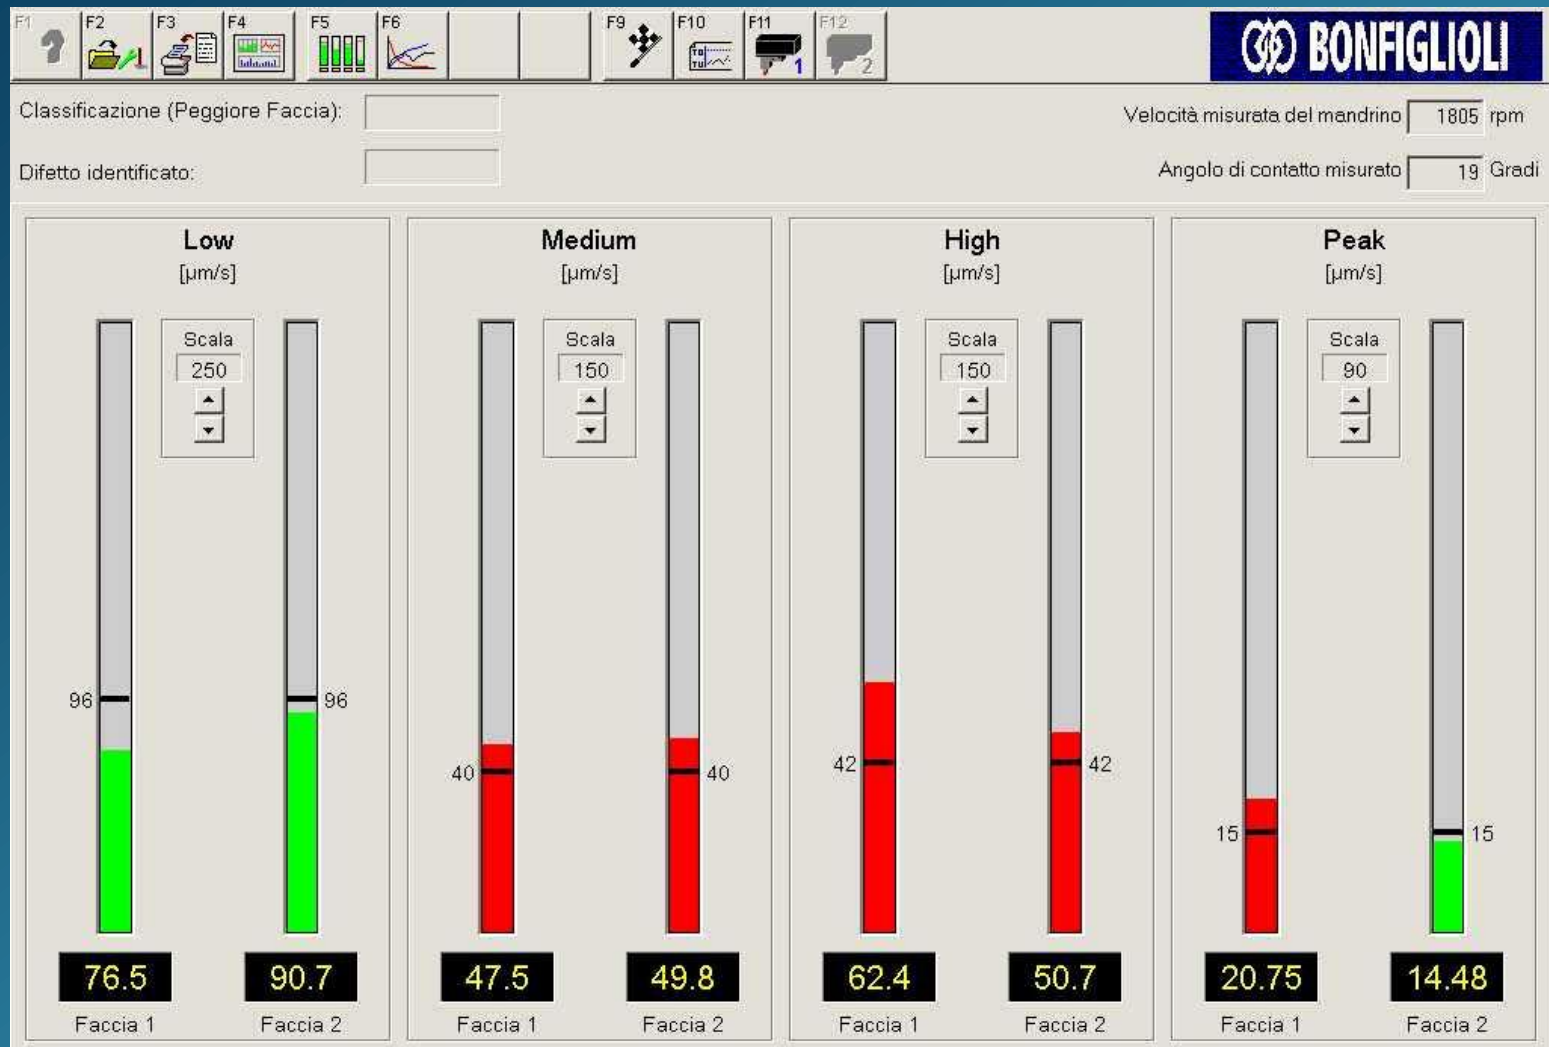 F1 F2 F3 F4 F5 F6 F9 F10 F11 1 F12 2
BONFIGLIOLI
Classificazione (Peggiore Faccia):
Velocità misurata del mandrino 1805 rpm
Difetto identificato:
Angolo di contatto misurato 19 Gradi
Low
[µm/s]
Scala
250
96 96
76.5 90.7
Faccia 1 Faccia 2
Medium
[µm/s]
Scala
150
40 40
47.5 49.8
Faccia 1 Faccia 2
High
[µm/s]
Scala
150
42 42
62.4 50.7
Faccia 1 Faccia 2
Peak
[µm/s]
Scala
90
15 15
20.75 14.48
Faccia 1 Faccia 2